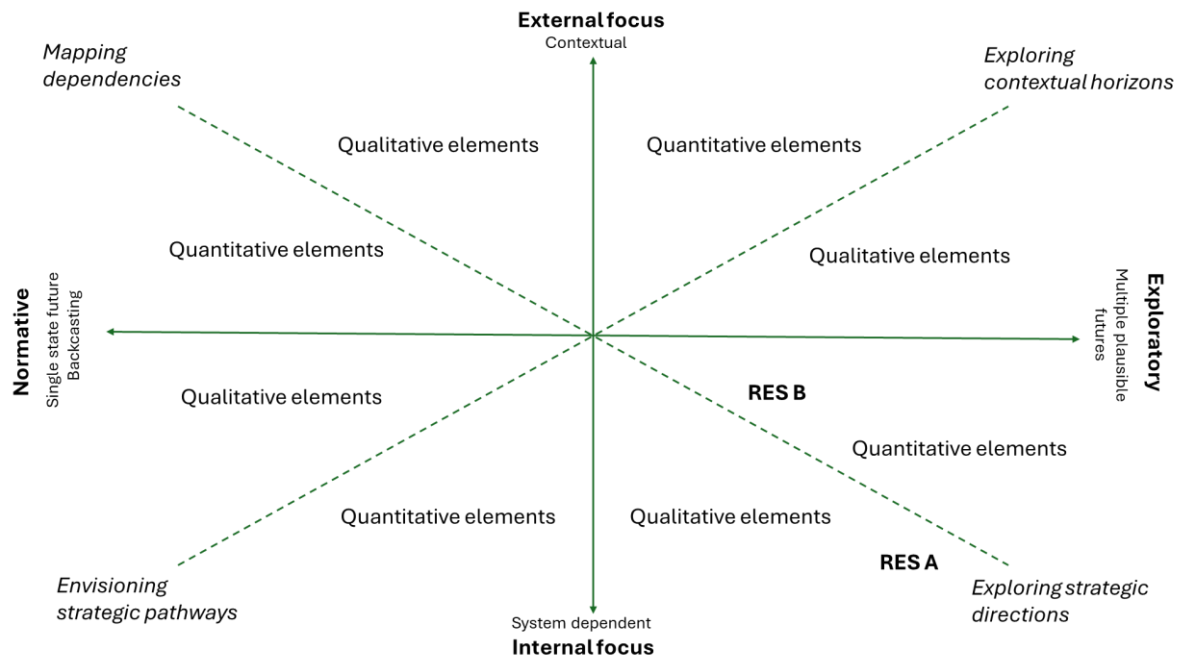 External focus
Contextual
Mapping
dependencies
Exploring
contextual horizons
Qualitative elements
Quantitative elements
Quantitative elements
Qualitative elements
Normative
Single state future
Backcasting
Exploratory
Multiple plausible
futures
Qualitative elements
RES B
Quantitative elements
Quantitative elements
Qualitative elements
RES A
Envisioning
strategic pathways
Exploring strategic
directions
System dependent
Internal focus